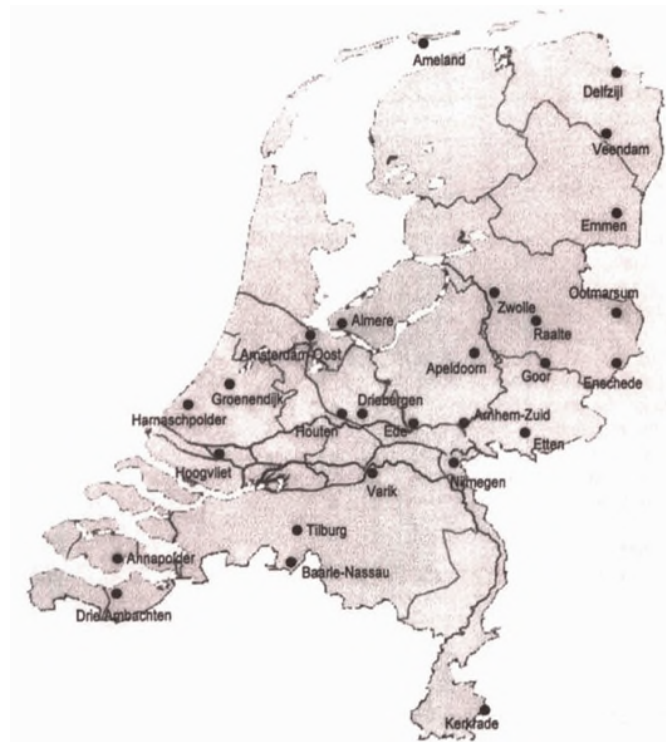 Ameland
Delfzijl
Veendam
Emmen
Zwolle
Ootmarsum
Almere
Raalte
Amsterdam-Oost
Apeldoorn
Goor
Enschede
Groenendijk
Driebergen
Harnaschpolder
Houten
Ede
Arnhem-Zuid
Etten
Hoogvliet
Varik
Nijmegen
Tilburg
Annapolder
Baarle-Nassau
Drie Ambachten
Kerkrade